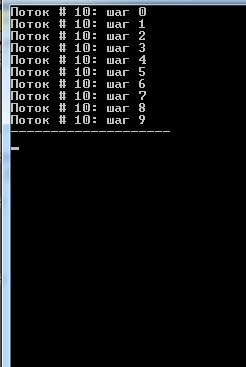 Поток # 10: шаг 0
Поток # 10: шаг 1
Поток # 10: шаг 2
Поток # 10: шаг 3
Поток # 10: шаг 4
Поток # 10: шаг 5
Поток # 10: шаг 6
Поток # 10: шаг 7
Поток # 10: шаг 8
Поток # 10: шаг 9
--------------------